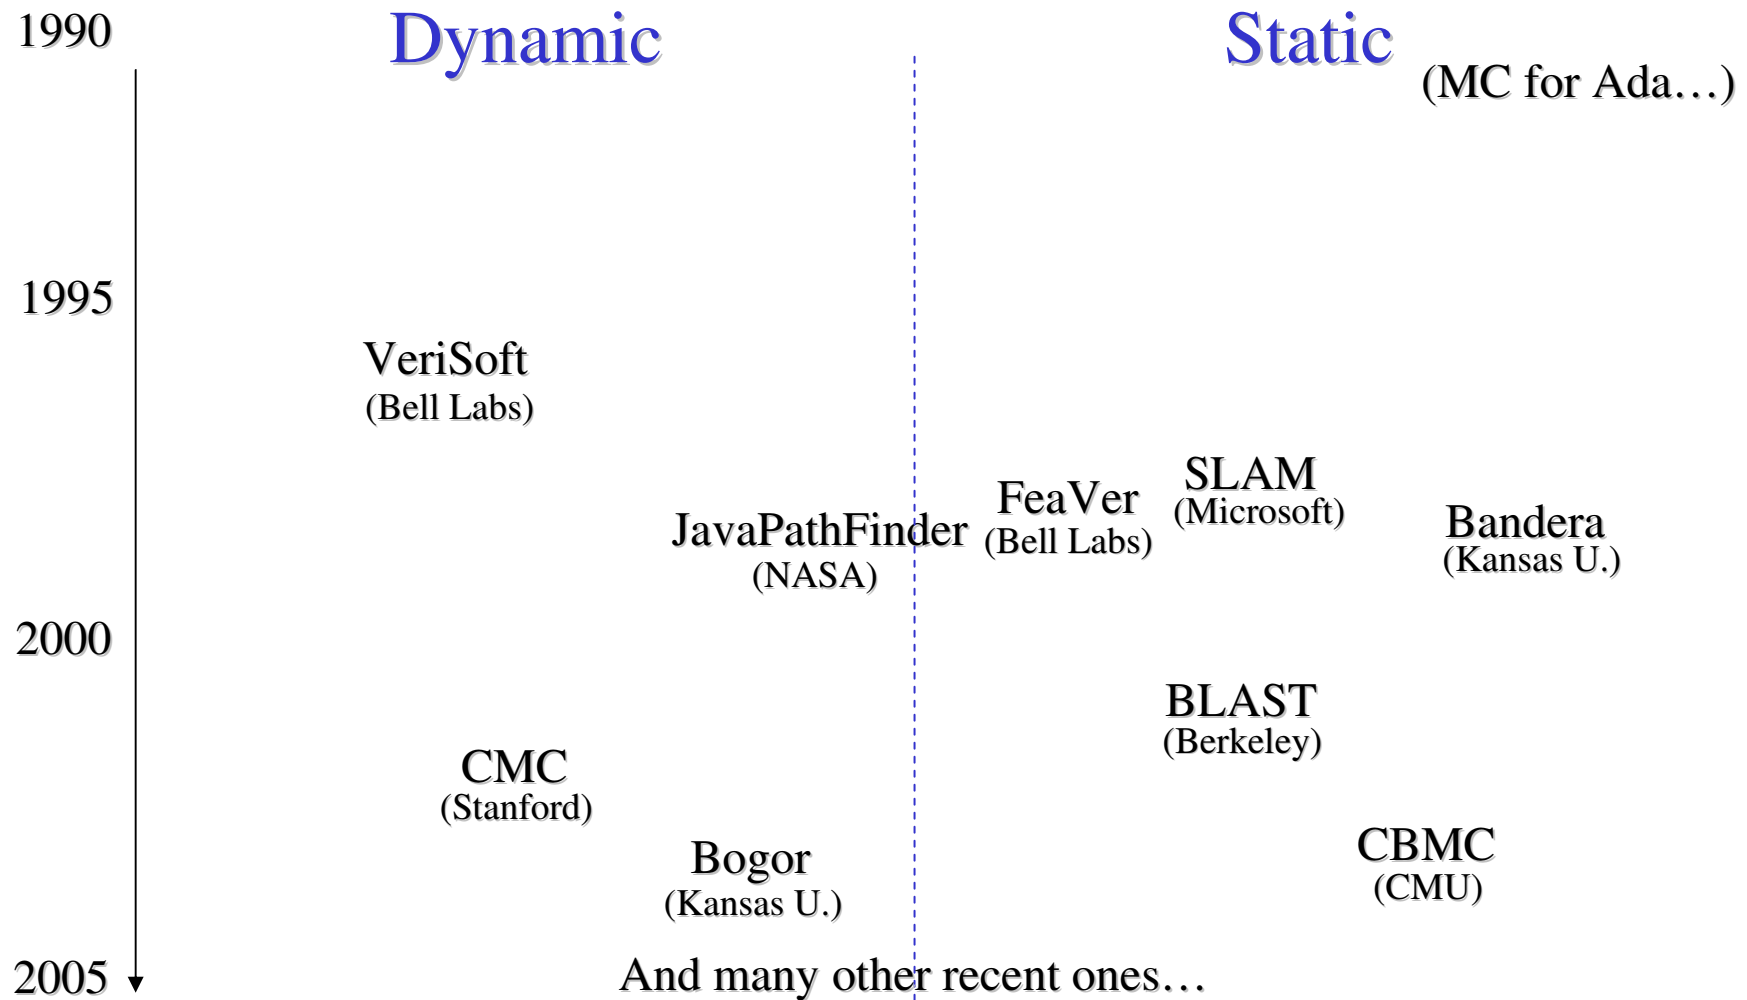 1990
Dynamic
Static
(MC for Ada…)
1995
VeriSoft
(Bell Labs)
JavaPathFinder
(NASA)
FeaVer
(Bell Labs)
SLAM
(Microsoft)
Bandera
(Kansas U.)
2000
BLAST
(Berkeley)
CMC
(Stanford)
Bogor
(Kansas U.)
CBMC
(CMU)
2005
And many other recent ones…